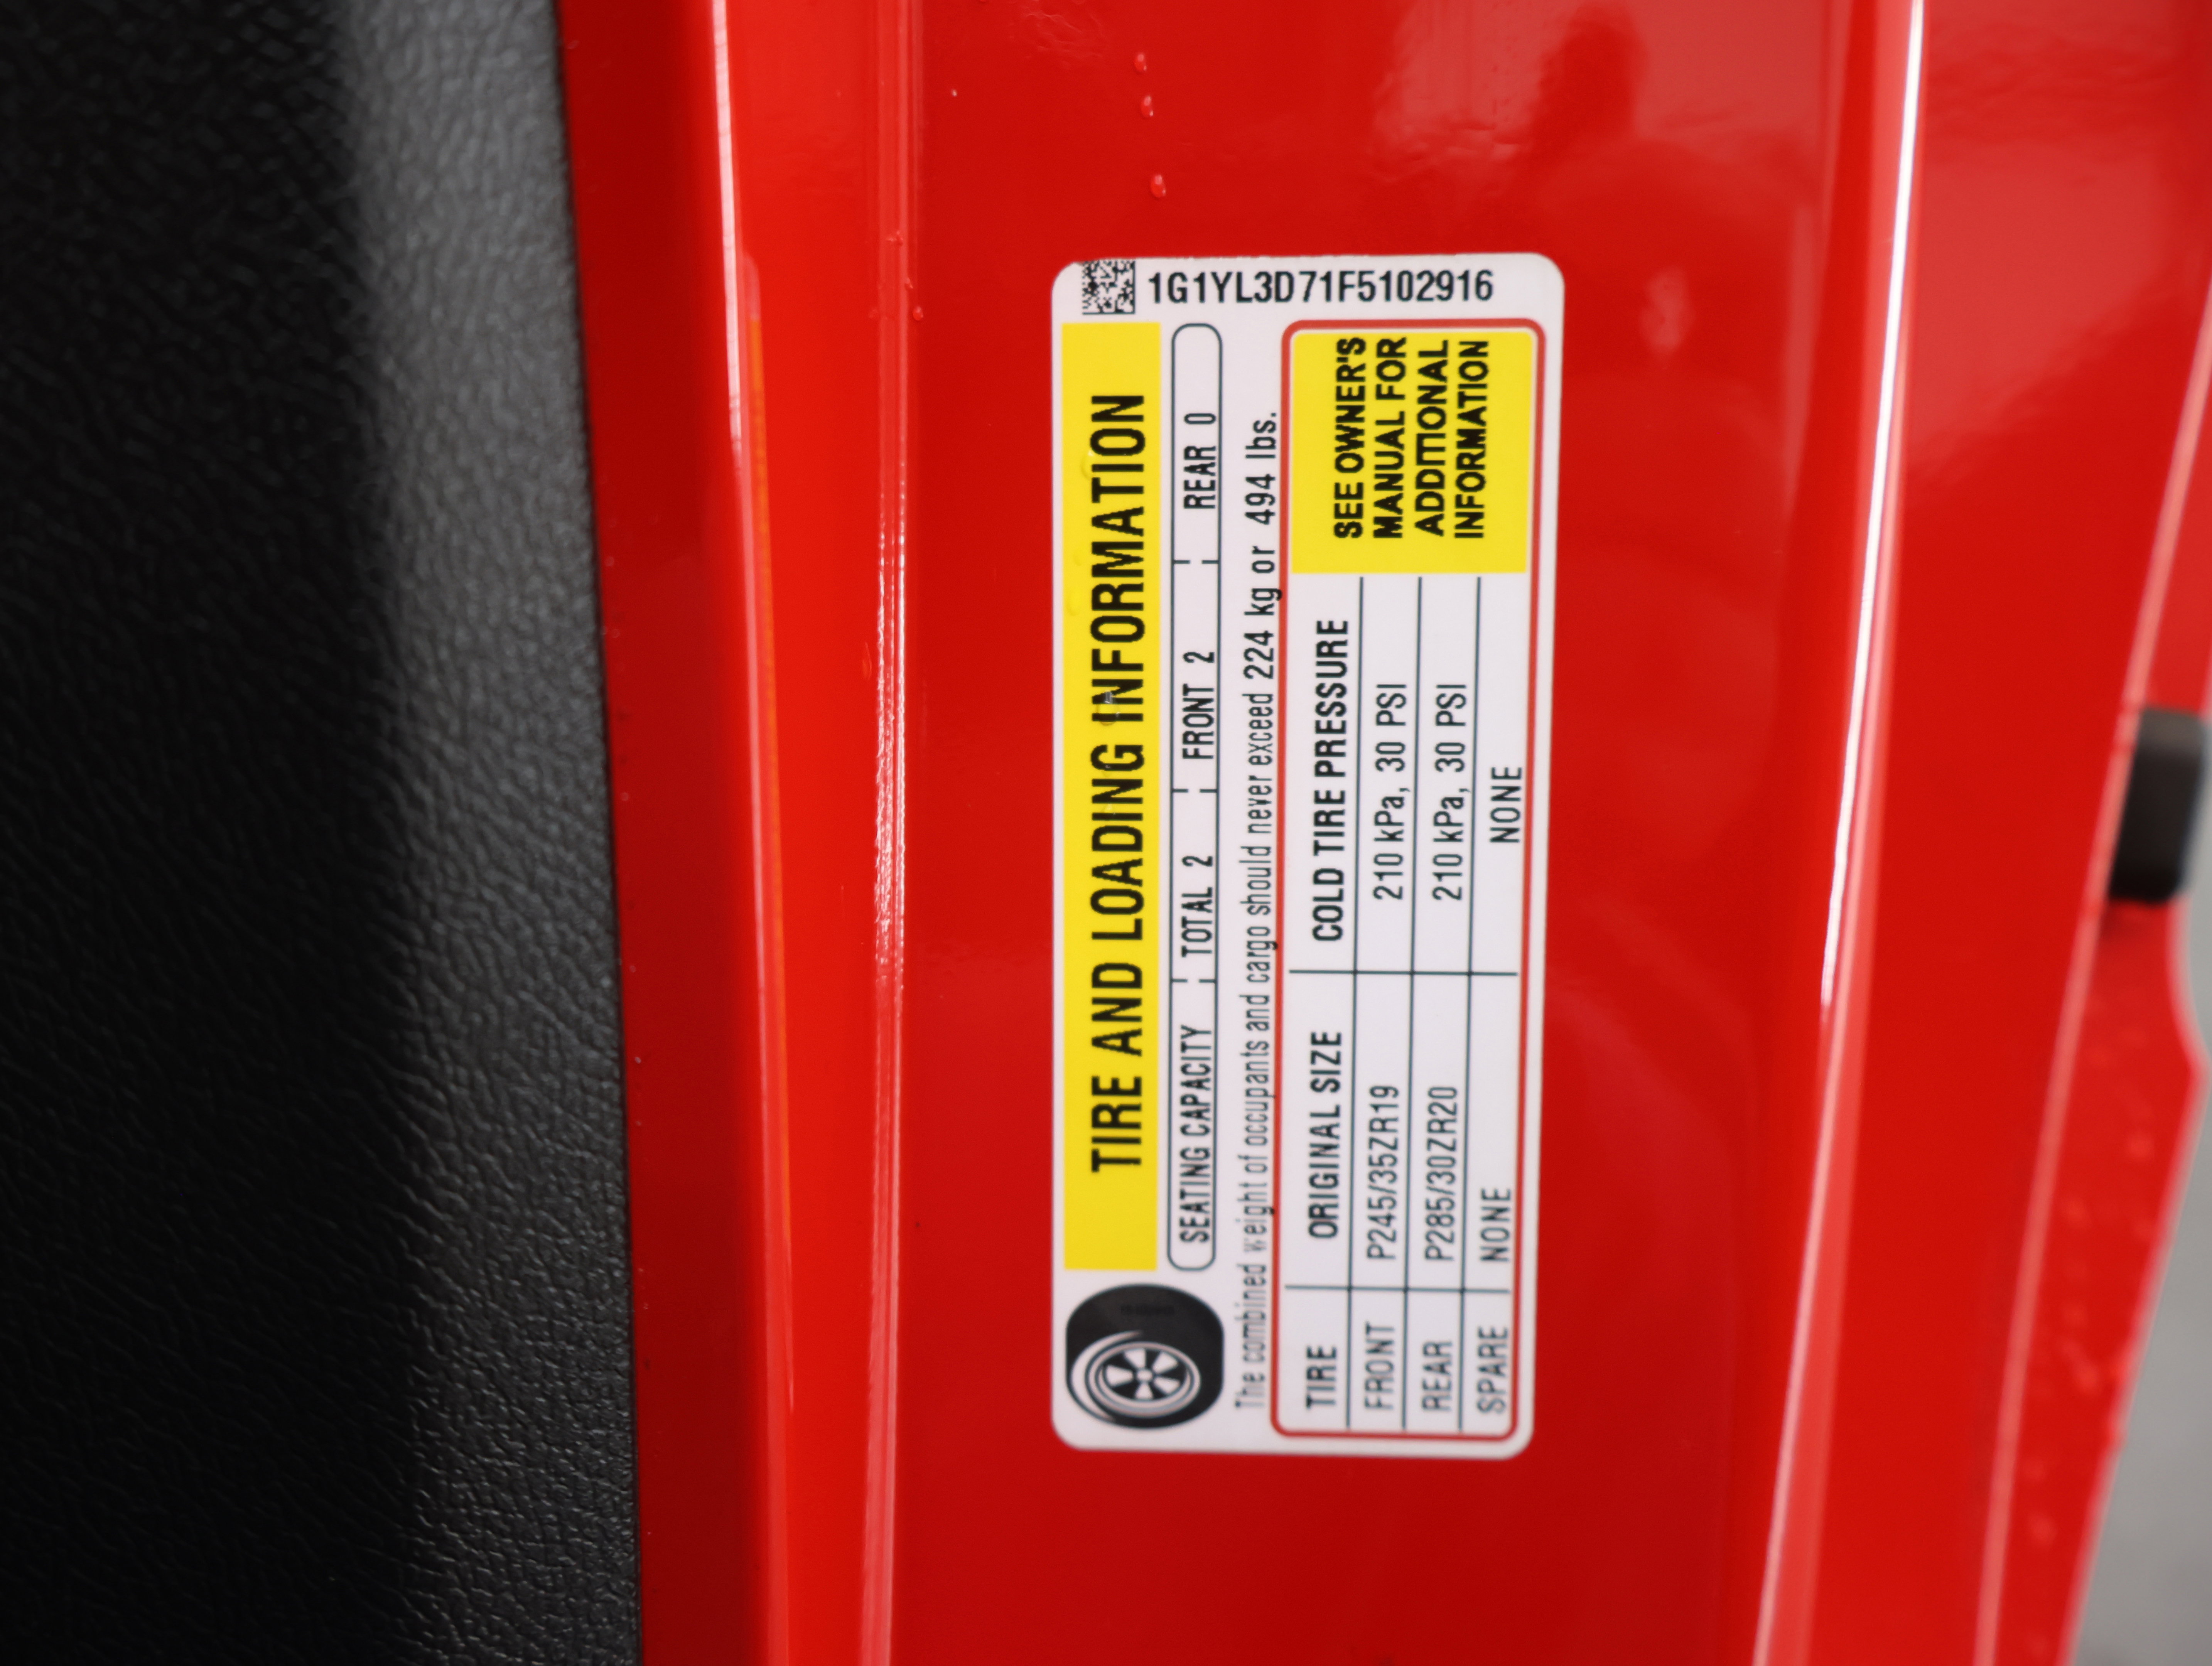 1G1YL3D71F5102916
TIRE AND LOADING INFORMATION
SEATING CAPACITY TOTAL 2 FRONT 2 REAR 0
The combined weight of occupants and cargo should never exceed 224 kg or 494 lbs.
TIRE ORIGINAL SIZE COLD TIRE PRESSURE
FRONT P245/35ZR19 210 kPa, 30 PSI
REAR P285/30ZR20 210 kPa, 30 PSI
SPARE NONE NONE
SEE OWNER'S
MANUAL FOR
ADDITIONAL
INFORMATION